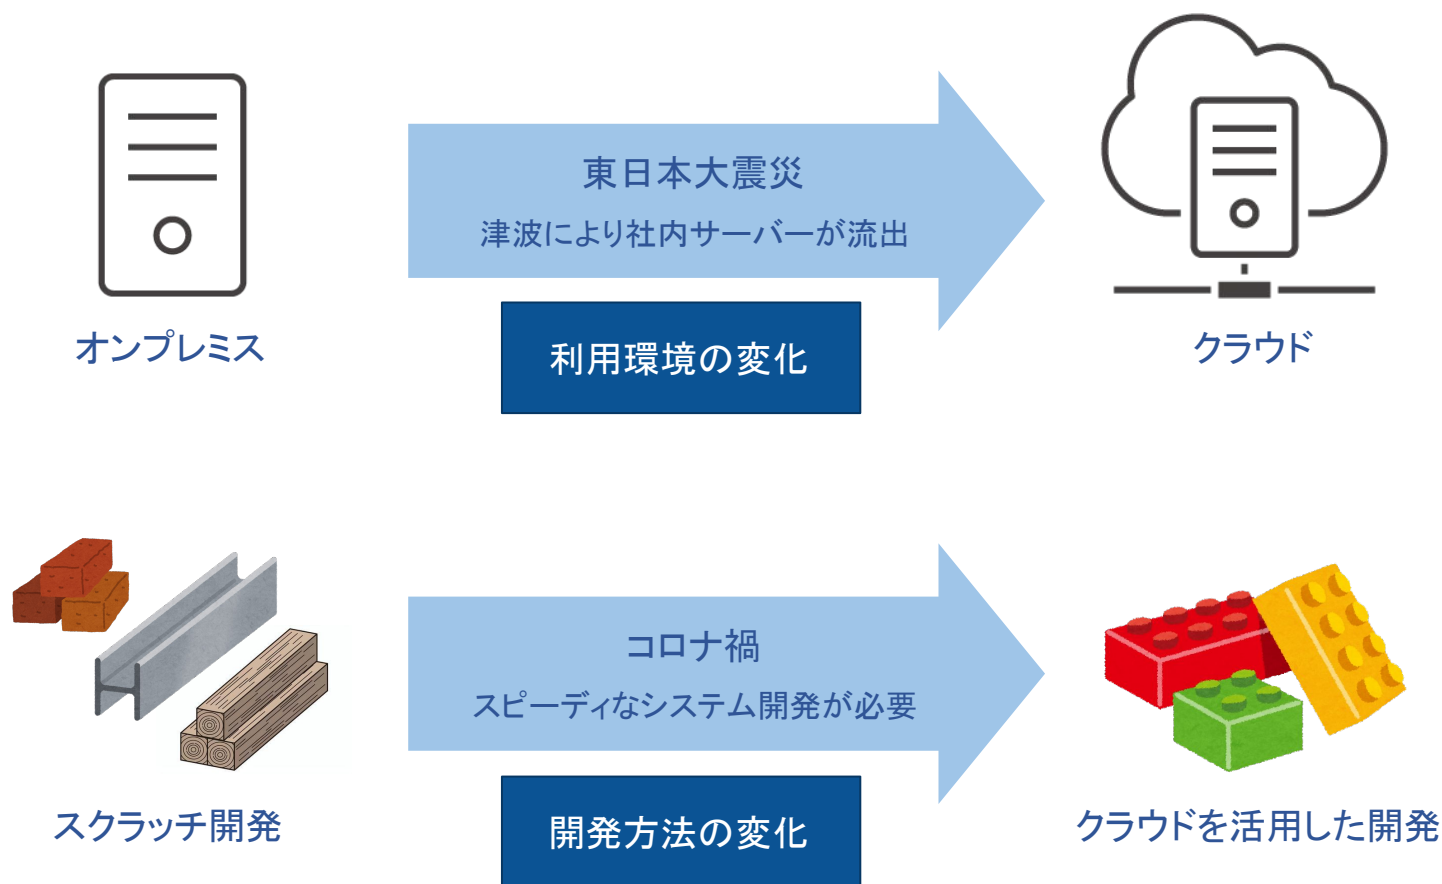 東日本大震災
津波により社内サーバーが流出
オンプレミス
利用環境の変化
クラウド
コロナ禍
スピーディなシステム開発が必要
スクラッチ開発
開発方法の変化
クラウドを活用した開発